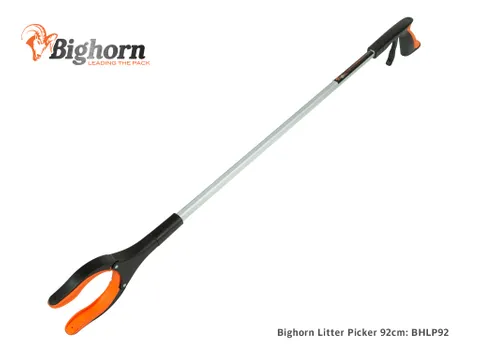 Bighorn
LEADING THE PACK
Bighorn Litter Picker 92cm: BHLP92